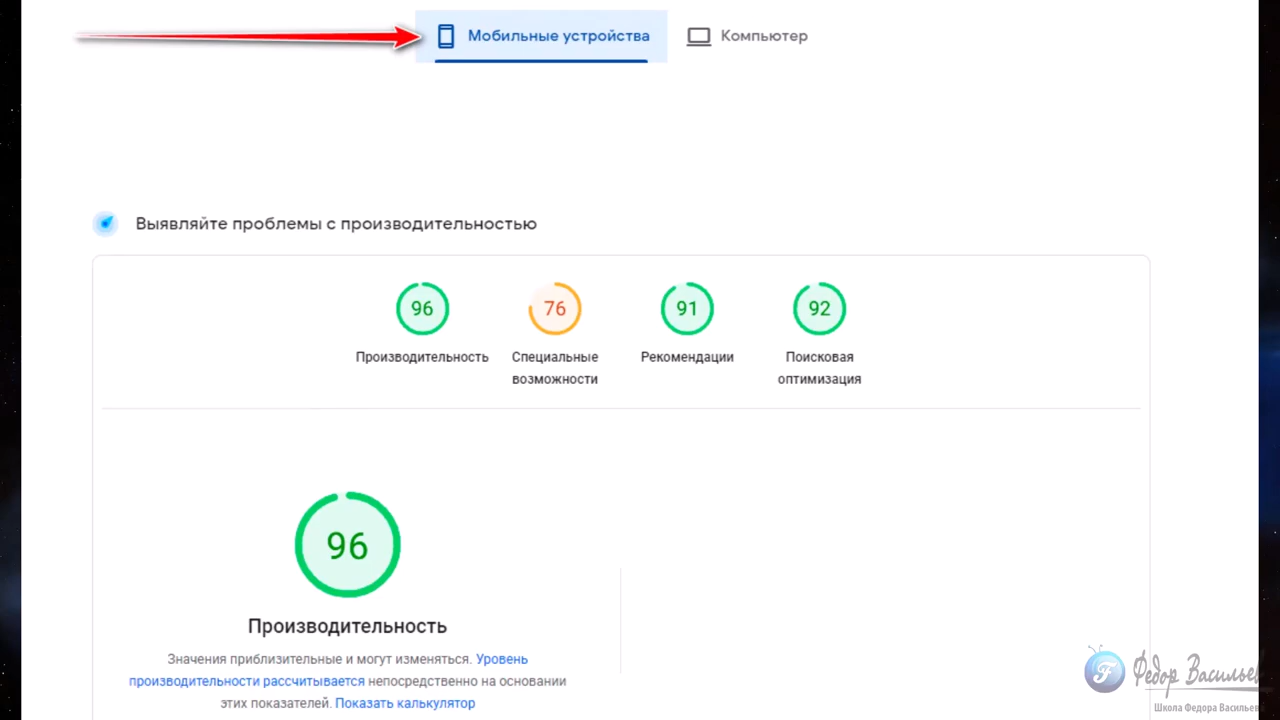 Мобильные устройства
Компьютер
Выявляйте проблемы с производительностью
96
76
91
92
Производительность
Специальные
возможности
Рекомендации
Поисковая
оптимизация
96
Производительность
Значения приблизительные и могут изменяться. Уровень
производительности рассчитывается непосредственно на основании
этих показателей. Показать калькулятор
Федор Васильев
Школа Федора Васильева